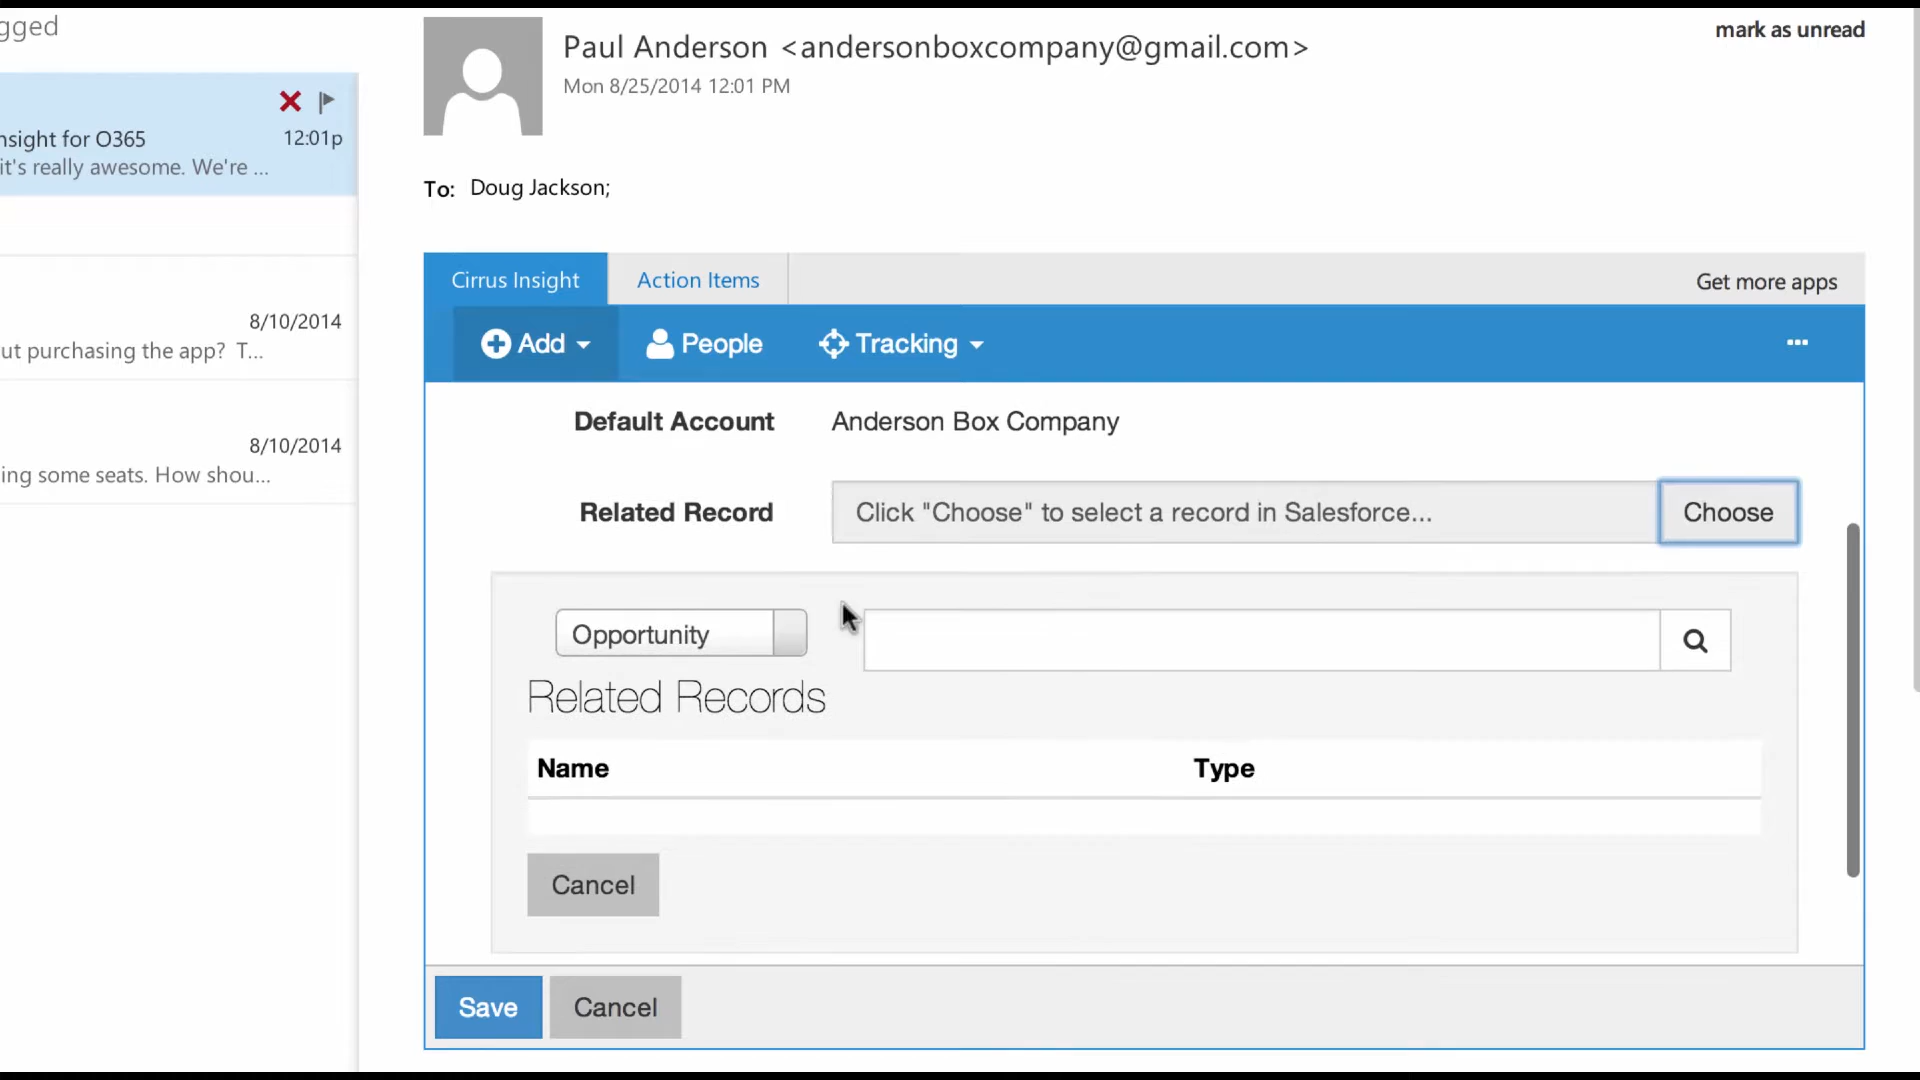 gged
mark as unread
Paul Anderson <andersonboxcompany@gmail.com>
Mon 8/25/2014 12:01 PM
nsight for O365 12:01p
it's really awesome. We're ...
To: Doug Jackson;
Cirrus Insight Action Items Get more apps
Add People Tracking ...
8/10/2014
ut purchasing the app? T...
8/10/2014
ing some seats. How shou...
Default Account Anderson Box Company
Related Record Click "Choose" to select a record in Salesforce... Choose
Opportunity
Related Records
Name Type
Cancel
Save Cancel